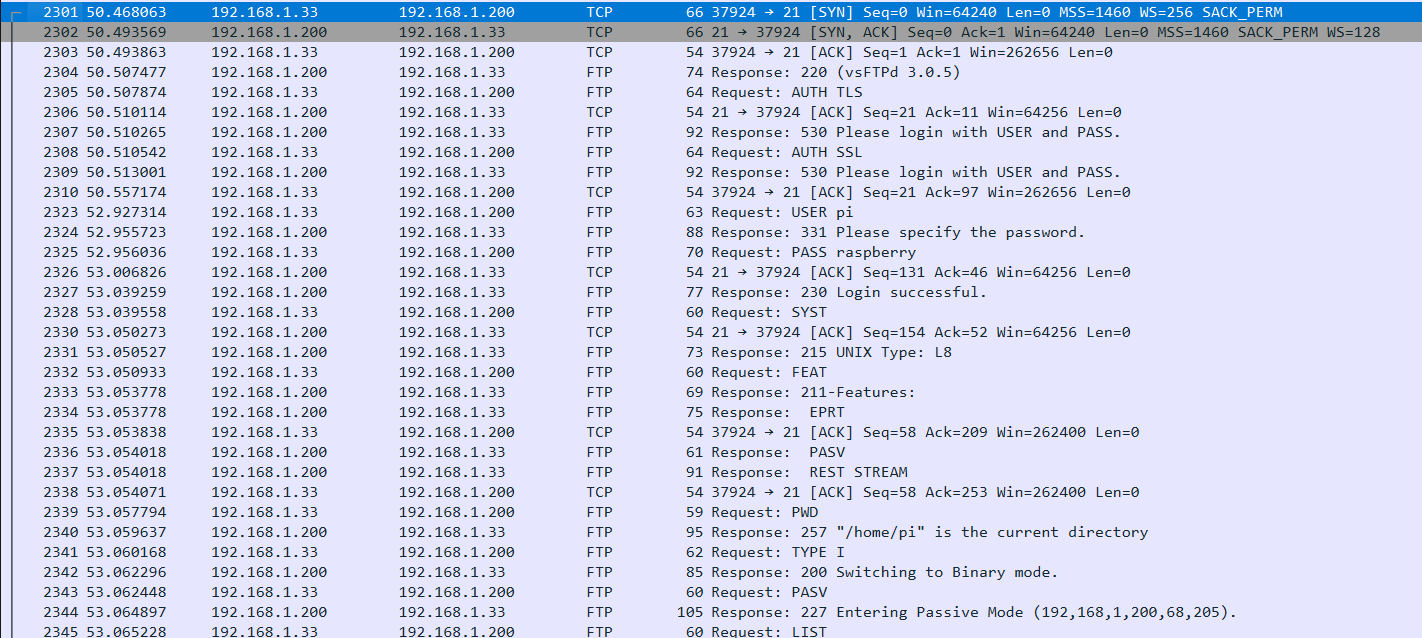 2301 50.468063 192.168.1.33 192.168.1.200 TCP 66 37924 → 21 [SYN] Seq=0 Win=64240 Len=0 MSS=1460 WS=256 SACK_PERM
2302 50.493569 192.168.1.200 192.168.1.33 TCP 66 21 → 37924 [SYN, ACK] Seq=0 Ack=1 Win=64240 Len=0 MSS=1460 SACK_PERM WS=128
2303 50.493863 192.168.1.33 192.168.1.200 TCP 54 37924 → 21 [ACK] Seq=1 Ack=1 Win=262656 Len=0
2304 50.507477 192.168.1.200 192.168.1.33 FTP 74 Response: 220 (vsFTPd 3.0.5)
2305 50.507874 192.168.1.33 192.168.1.200 FTP 64 Request: AUTH TLS
2306 50.510114 192.168.1.200 192.168.1.33 TCP 54 21 → 37924 [ACK] Seq=21 Ack=11 Win=64256 Len=0
2307 50.510265 192.168.1.200 192.168.1.33 FTP 92 Response: 530 Please login with USER and PASS.
2308 50.510542 192.168.1.33 192.168.1.200 FTP 64 Request: AUTH SSL
2309 50.513001 192.168.1.200 192.168.1.33 FTP 92 Response: 530 Please login with USER and PASS.
2310 50.557174 192.168.1.33 192.168.1.200 TCP 54 37924 → 21 [ACK] Seq=21 Ack=97 Win=262656 Len=0
2323 52.927314 192.168.1.33 192.168.1.200 FTP 63 Request: USER pi
2324 52.955723 192.168.1.200 192.168.1.33 FTP 88 Response: 331 Please specify the password.
2325 52.956036 192.168.1.33 192.168.1.200 FTP 70 Request: PASS raspberry
2326 53.006826 192.168.1.200 192.168.1.33 TCP 54 21 → 37924 [ACK] Seq=131 Ack=46 Win=64256 Len=0
2327 53.039259 192.168.1.200 192.168.1.33 FTP 77 Response: 230 Login successful.
2328 53.039558 192.168.1.33 192.168.1.200 FTP 60 Request: SYST
2330 53.050273 192.168.1.200 192.168.1.33 TCP 54 21 → 37924 [ACK] Seq=154 Ack=52 Win=64256 Len=0
2331 53.050527 192.168.1.200 192.168.1.33 FTP 73 Response: 215 UNIX Type: L8
2332 53.050933 192.168.1.33 192.168.1.200 FTP 60 Request: FEAT
2333 53.053778 192.168.1.200 192.168.1.33 FTP 69 Response: 211-Features:
2334 53.053778 192.168.1.200 192.168.1.33 FTP 75 Response: EPRT
2335 53.053838 192.168.1.33 192.168.1.200 TCP 54 37924 → 21 [ACK] Seq=58 Ack=209 Win=262400 Len=0
2336 53.054018 192.168.1.200 192.168.1.33 FTP 61 Response: PASV
2337 53.054018 192.168.1.200 192.168.1.33 FTP 91 Response: REST STREAM
2338 53.054071 192.168.1.33 192.168.1.200 TCP 54 37924 → 21 [ACK] Seq=58 Ack=253 Win=262400 Len=0
2339 53.057794 192.168.1.33 192.168.1.200 FTP 59 Request: PWD
2340 53.059637 192.168.1.200 192.168.1.33 FTP 95 Response: 257 "/home/pi" is the current directory
2341 53.060168 192.168.1.33 192.168.1.200 FTP 62 Request: TYPE I
2342 53.062296 192.168.1.200 192.168.1.33 FTP 85 Response: 200 Switching to Binary mode.
2343 53.062448 192.168.1.33 192.168.1.200 FTP 60 Request: PASV
2344 53.064897 192.168.1.200 192.168.1.33 FTP 105 Response: 227 Entering Passive Mode (192,168,1,200,68,205).
2345 53.065228 192.168.1.33 192.168.1.200 FTP 60 Request: LIST